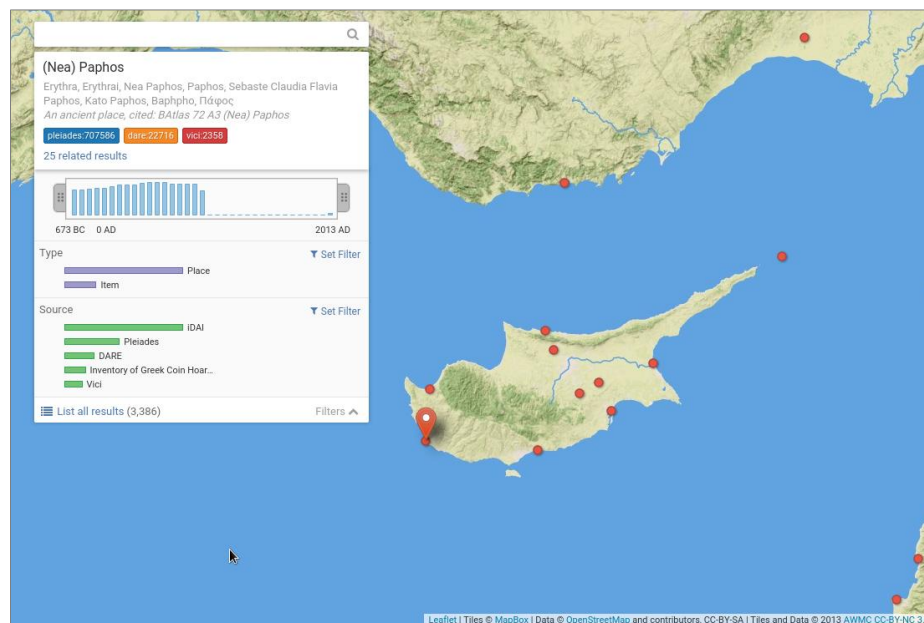 (Nea) Paphos
Erythra, Erythrai, Nea Paphos, Paphos, Sebaste Claudia Flavia
Paphos, Kato Paphos, Baphpho, Πάφος
An ancient place, cited: BAtlas 72 A3 (Nea) Paphos
pleiades:707586 dare:22716 vici:2358
25 related results
673 BC 0 AD 2013 AD
Type Set Filter
Place
Item
Source Set Filter
iDAI
Pleiades
DARE
Inventory of Greek Coin Hoar...
Vici
List all results (3,386) Filters
Leaflet | Tiles © MapBox | Data © OpenStreetMap and contributors, CC-BY-SA | Tiles and Data © 2013 AWMC CC-BY-NC 3